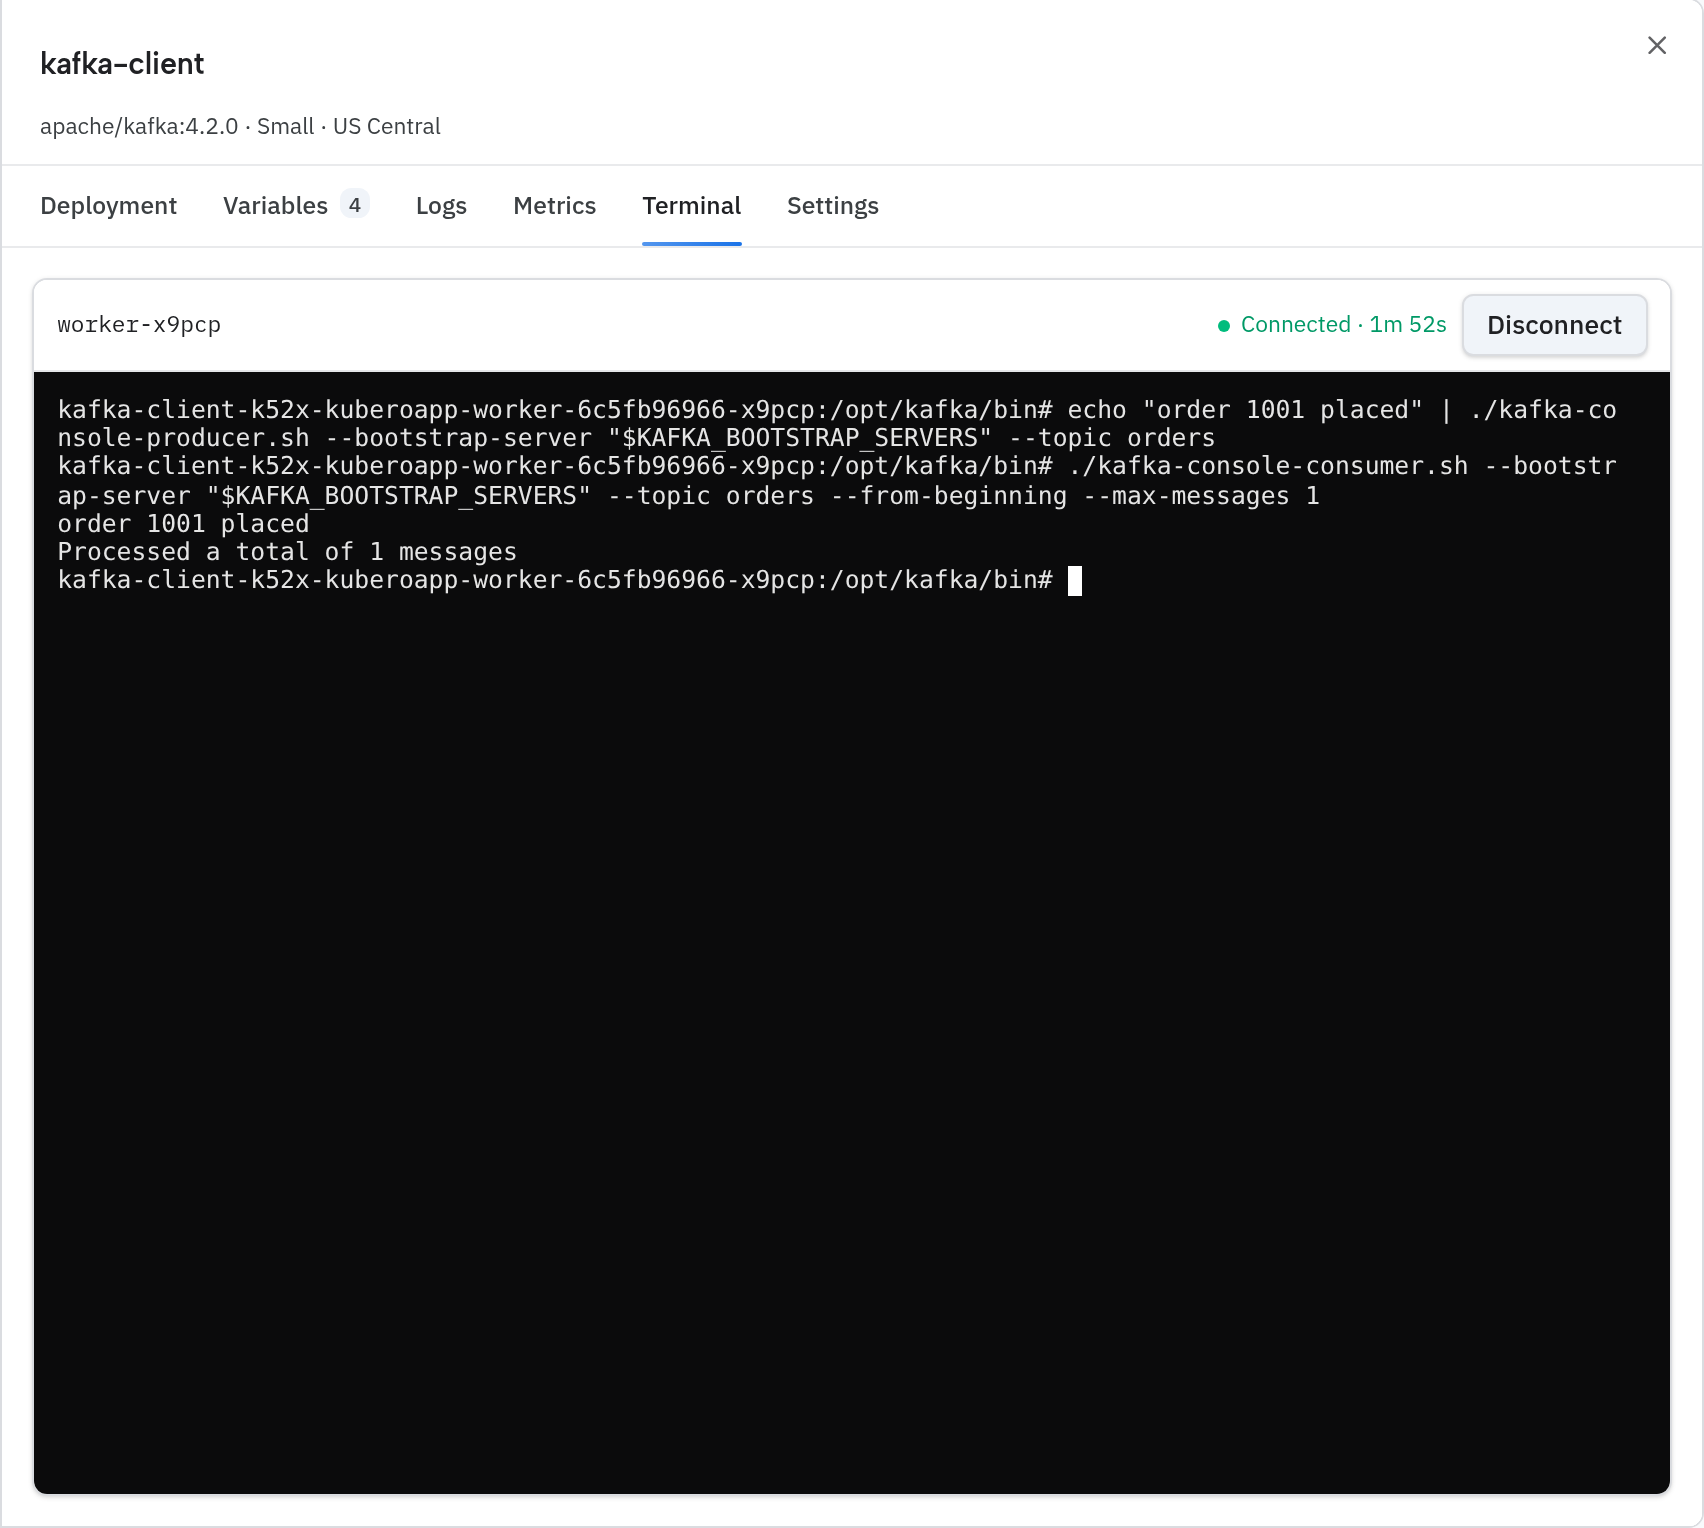 kafka-client
apache/kafka:4.2.0 · Small · US Central
Deployment Variables 4 Logs Metrics Terminal Settings
worker-x9pcp Connected · 1m 52s Disconnect
kafka-client-k52x-kuberoapp-worker-6c5fb96966-x9pcp:/opt/kafka/bin# echo "order 1001 placed" | ./kafka-co
nsole-producer.sh --bootstrap-server "$KAFKA_BOOTSTRAP_SERVERS" --topic orders
kafka-client-k52x-kuberoapp-worker-6c5fb96966-x9pcp:/opt/kafka/bin# ./kafka-console-consumer.sh --bootstr
ap-server "$KAFKA_BOOTSTRAP_SERVERS" --topic orders --from-beginning --max-messages 1
order 1001 placed
Processed a total of 1 messages
kafka-client-k52x-kuberoapp-worker-6c5fb96966-x9pcp:/opt/kafka/bin#